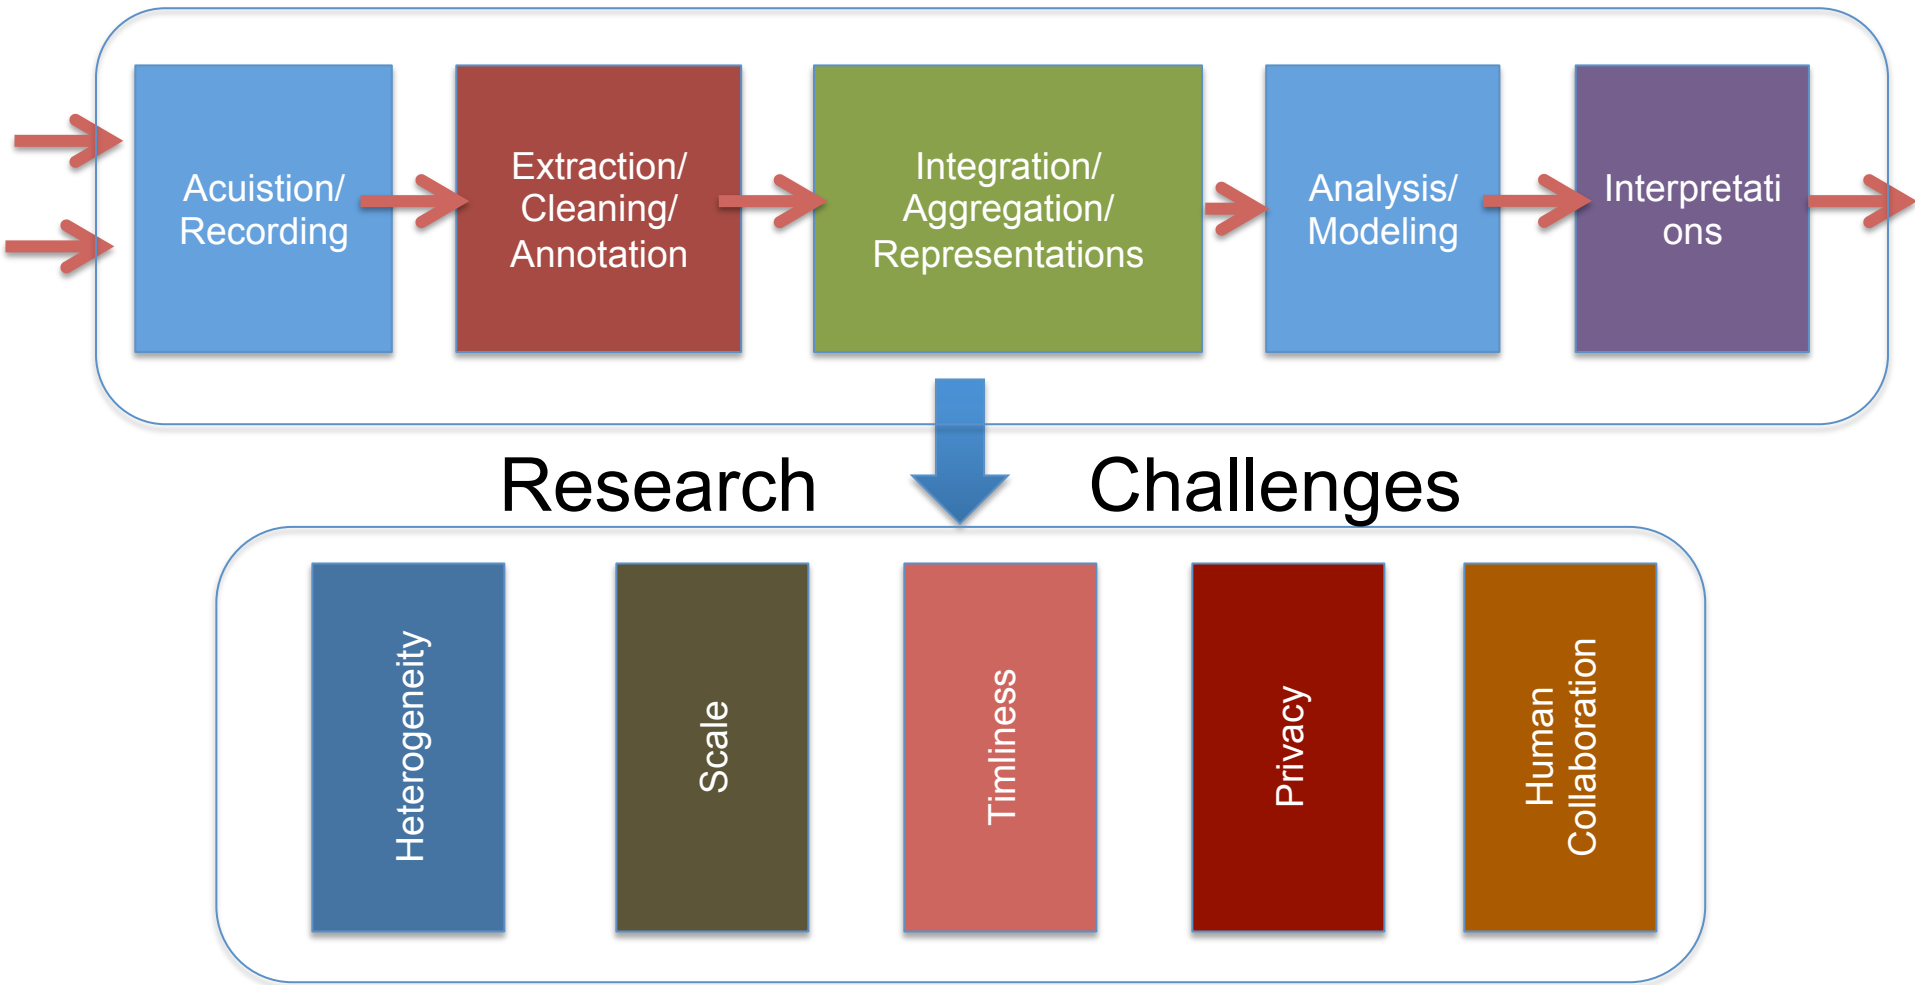 Acuistion/
Recording
Extraction/
Cleaning/
Annotation
Integration/
Aggregation/
Representations
Analysis/
Modeling
Interpretati
ons
Research Challenges
Heterogeneity
Scale
Timliness
Privacy
Human
Collaboration